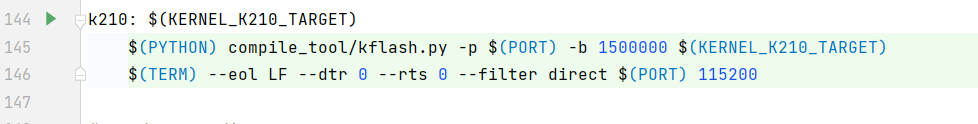 144 k210: $(KERNEL_K210_TARGET)
145 $(PYTHON) compile_tool/kflash.py -p $(PORT) -b 1500000 $(KERNEL_K210_TARGET)
146 $(TERM) --eol LF --dtr 0 --rts 0 --filter direct $(PORT) 115200
147